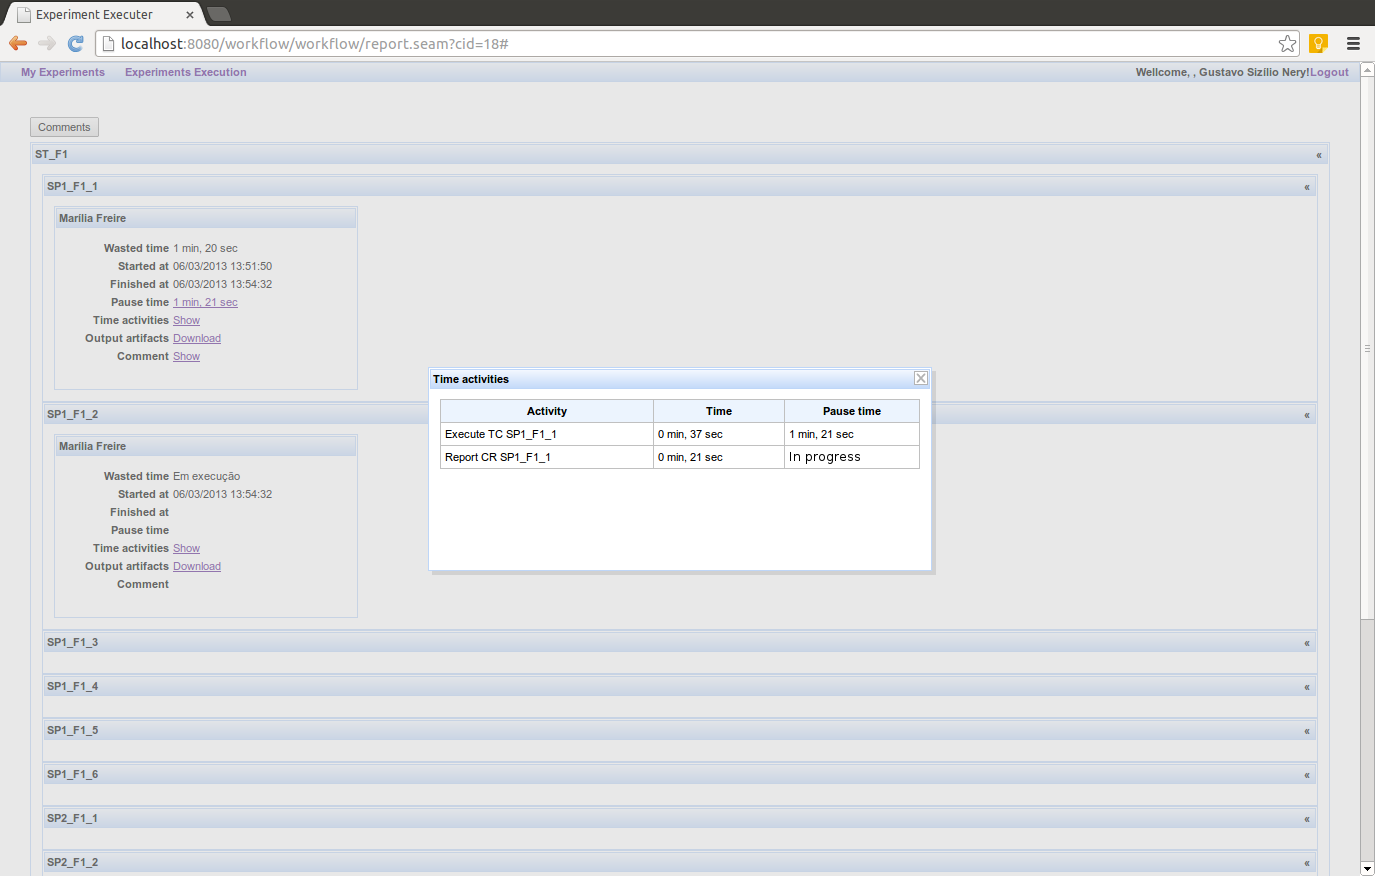 Experiment Executer
localhost:8080/workflow/workflow/report.seam?cid=18#
My Experiments Experiments Execution Wellcome, , Gustavo Sizílio Nery!Logout
Comments
ST_F1 «
SP1_F1_1 «
Marília Freire
Wasted time 1 min, 20 sec
Started at 06/03/2013 13:51:50
Finished at 06/03/2013 13:54:32
Pause time 1 min, 21 sec
Time activities Show
Output artifacts Download
Comment Show
Time activities
Activity Time Pause time
Execute TC SP1_F1_1 0 min, 37 sec 1 min, 21 sec
Report CR SP1_F1_1 0 min, 21 sec In progress
SP1_F1_2 «
Marília Freire
Wasted time Em execução
Started at 06/03/2013 13:54:32
Finished at
Pause time
Time activities Show
Output artifacts Download
Comment
SP1_F1_3 «
SP1_F1_4 «
SP1_F1_5 «
SP1_F1_6 «
SP2_F1_1 «
SP2_F1_2 «